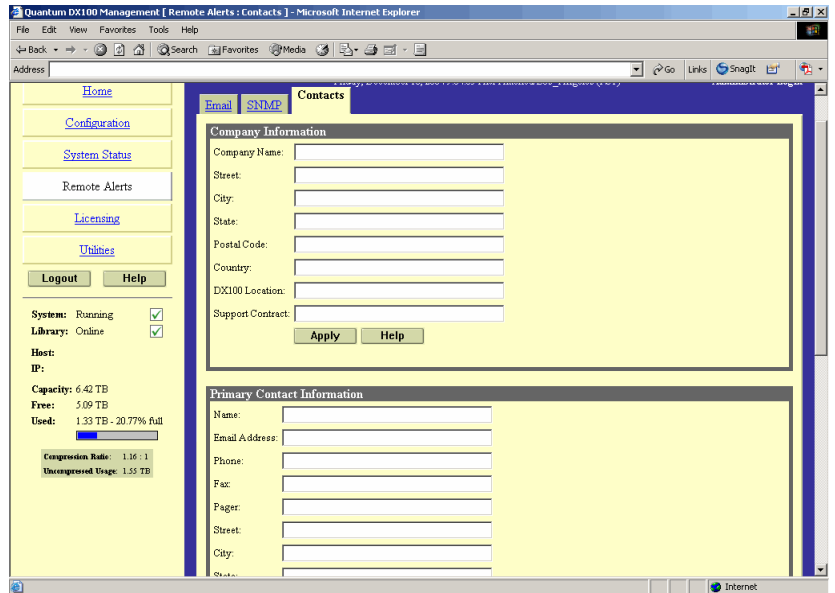 Quantum DX100 Management [ Remote Alerts : Contacts ] - Microsoft Internet Explorer
File Edit View Favorites Tools Help
Back Search Favorites Media
Address Go Links SnagIt
Home
Configuration
System Status
Remote Alerts
Licensing
Utilities
Logout Help
System: Running
Library: Online
Host:
IP:
Capacity: 6.42 TB
Free: 5.09 TB
Used: 1.33 TB - 20.77% full
Compression Ratio: 1.16 : 1
Uncompressed Usage: 1.55 TB
Email SNMP Contacts
Company Information
Company Name:
Street:
City:
State:
Postal Code:
Country:
DX100 Location:
Support Contract:
Apply Help
Primary Contact Information
Name:
Email Address:
Phone:
Fax:
Pager:
Street:
City:
State:
Internet